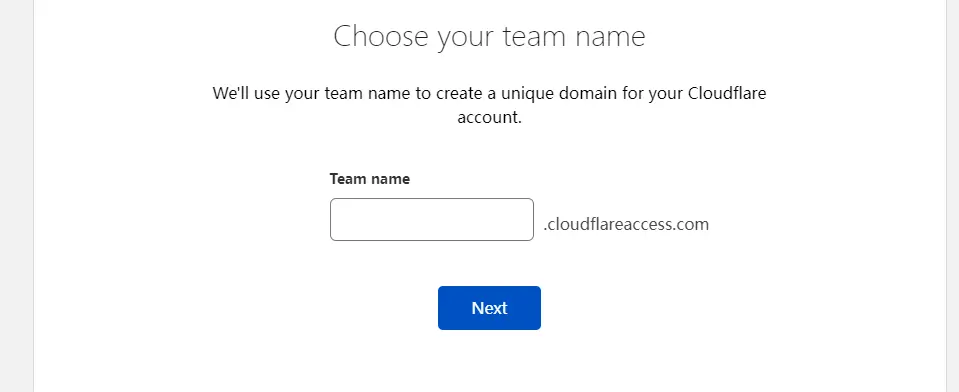 Choose your team name
We'll use your team name to create a unique domain for your Cloudflare
account.
Team name
.cloudflareaccess.com
Next